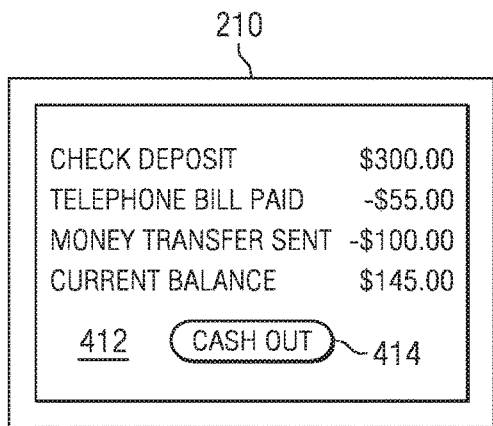 210
CHECK DEPOSIT $300.00
TELEPHONE BILL PAID -$55.00
MONEY TRANSFER SENT -$100.00
CURRENT BALANCE $145.00
412 CASH OUT 414